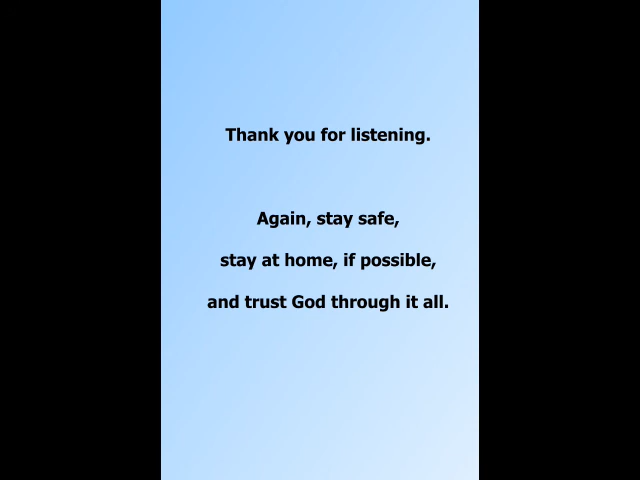 Thank you for listening.
Again, stay safe,
stay at home, if possible,
and trust God through it all.